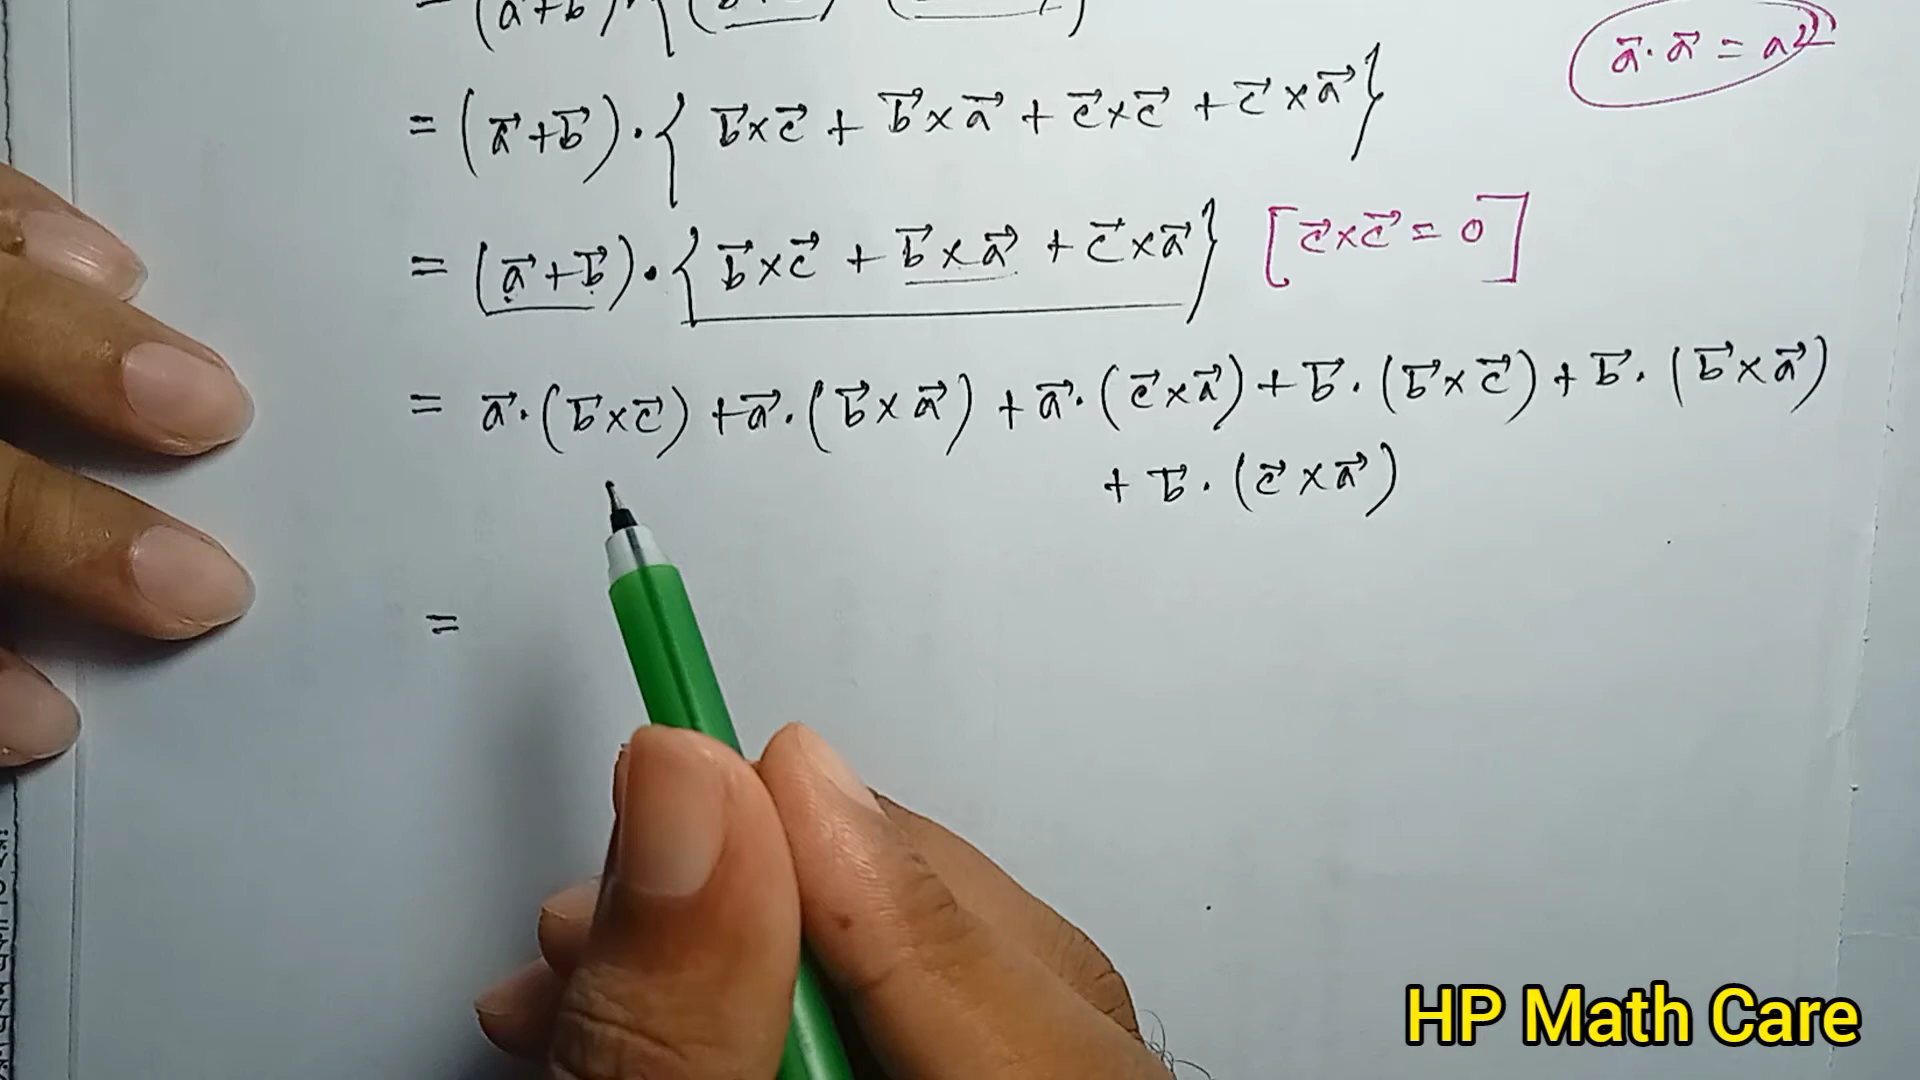 = (a⃗+b⃗)
a⃗·a⃗ = a²
= (a⃗+b⃗)·{ b⃗×c⃗ + b⃗×a⃗ + c⃗×c⃗ + c⃗×a⃗ }
= (a⃗+b⃗)·{ b⃗×c⃗ + b⃗×a⃗ + c⃗×a⃗ } [c⃗×c⃗ = 0]
= a⃗·(b⃗×c⃗) + a⃗·(b⃗×a⃗) + a⃗·(c⃗×a⃗) + b⃗·(b⃗×c⃗) + b⃗·(b⃗×a⃗)
+ b⃗·(c⃗×a⃗)
=
HP Math Care